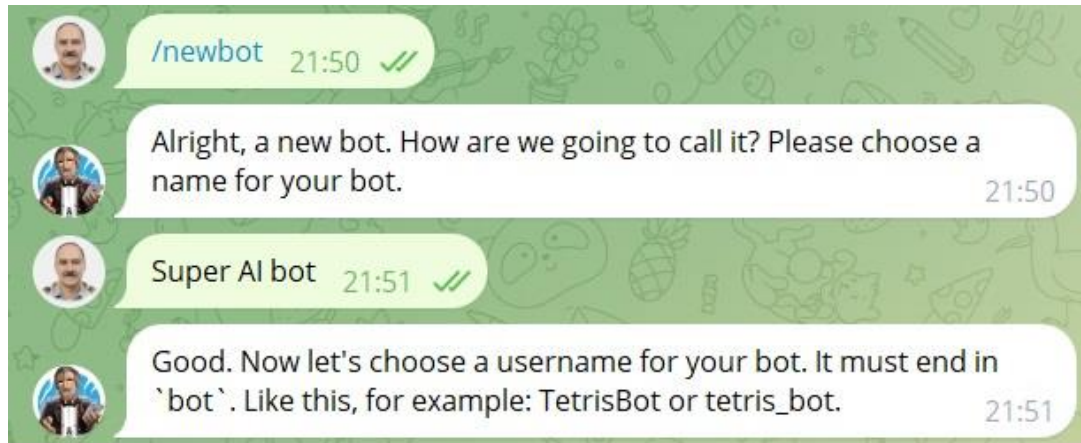 /newbot 21:50
Alright, a new bot. How are we going to call it? Please choose a
name for your bot.
21:50
Super AI bot 21:51
Good. Now let's choose a username for your bot. It must end in
`bot`. Like this, for example: TetrisBot or tetris_bot.
21:51